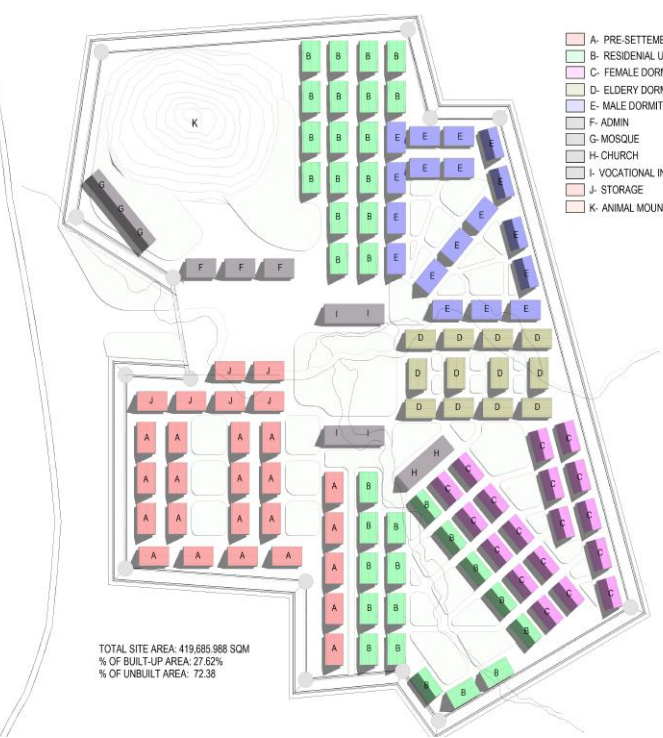 A- PRE-SETTEME
B- RESIDENIAL U
C- FEMALE DORM
D- ELDERY DORM
E- MALE DORMIT
F- ADMIN
G- MOSQUE
H- CHURCH
I- VOCATIONAL IN
J- STORAGE
K- ANIMAL MOUN
B B B B
B B B B
K
B B B E E E E
B B B E E E E
G G G
B B E E E
B B E E E
F F F E E
I I E E E
D D D D
J J D D D D
J J J J D D D D
A A A A I I C C
H H C C C
A A A A A B B C C C C
A A A A A B B B C C C C
A A A A A B B B C C C
A B B B C C C
A B B B
B B B
TOTAL SITE AREA: 419,685.988 SQM
% OF BUILT-UP AREA: 27.62%
% OF UNBUILT AREA: 72.38